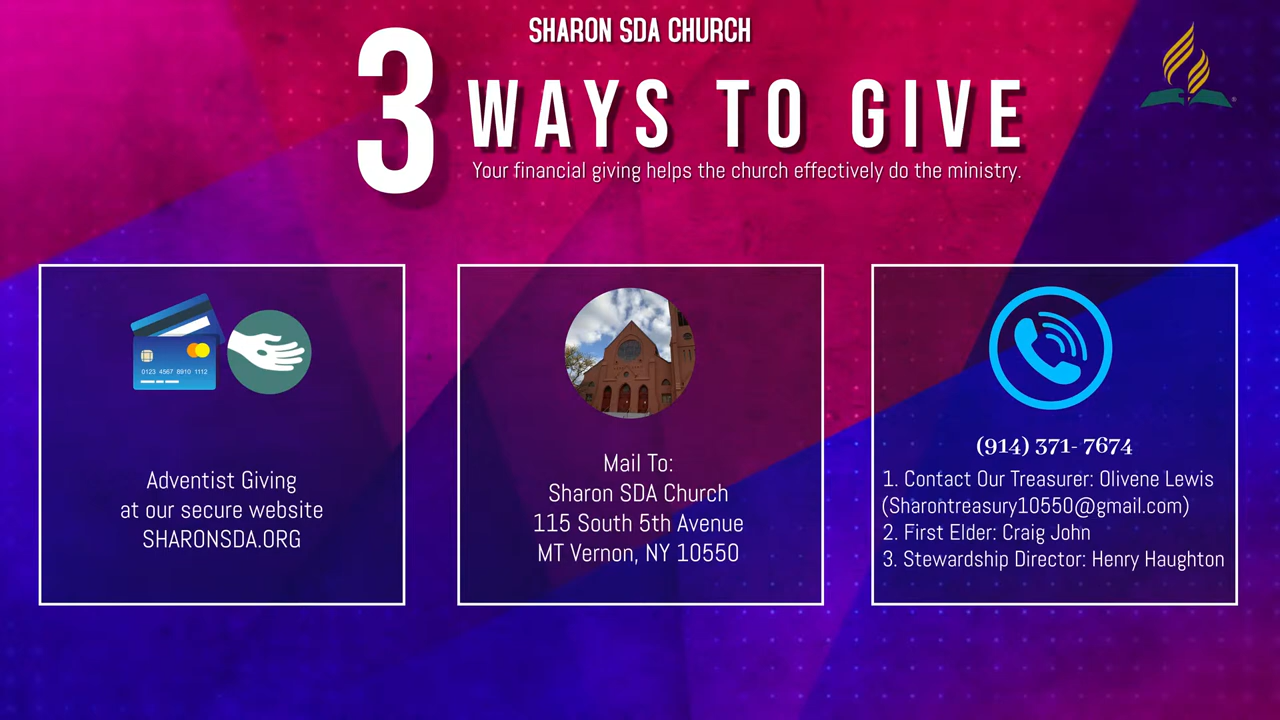 SHARON SDA CHURCH
3 WAYS TO GIVE
Your financial giving helps the church effectively do the ministry.
0123 4567 8910 1112
Adventist Giving
at our secure website
SHARONSDA.ORG
Mail To:
Sharon SDA Church
115 South 5th Avenue
MT Vernon, NY 10550
(914) 371- 7674
1. Contact Our Treasurer: Olivene Lewis
(Sharontreasury10550@gmail.com)
2. First Elder: Craig John
3. Stewardship Director: Henry Haughton